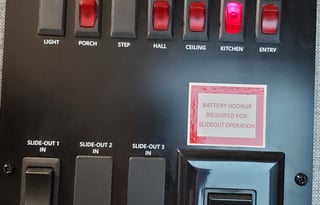 LIGHT PORCH STEP HALL CEILING KITCHEN ENTRY
BATTERY HOOKUP
REQUIRED FOR
SLIDEOUT OPERATION
SLIDE-OUT 1 SLIDE-OUT 2 SLIDE-OUT 3
IN IN IN